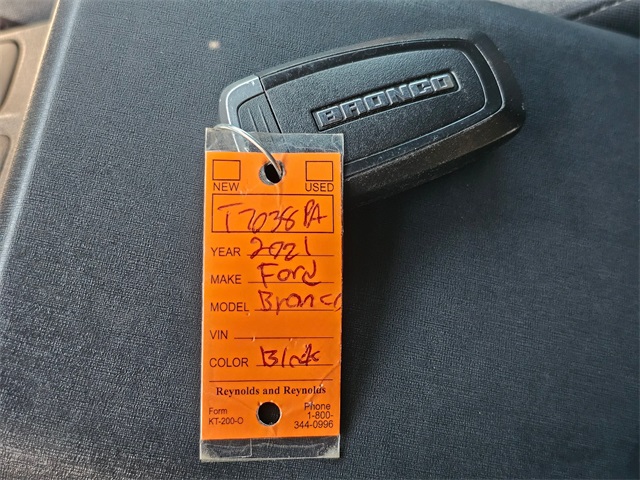 BRONCO
NEW USED
T2038PA
YEAR 2021
MAKE Ford
MODEL Bronco
VIN
COLOR Black
Reynolds and Reynolds
Form Phone
KT-200-O 1-800-
344-0996